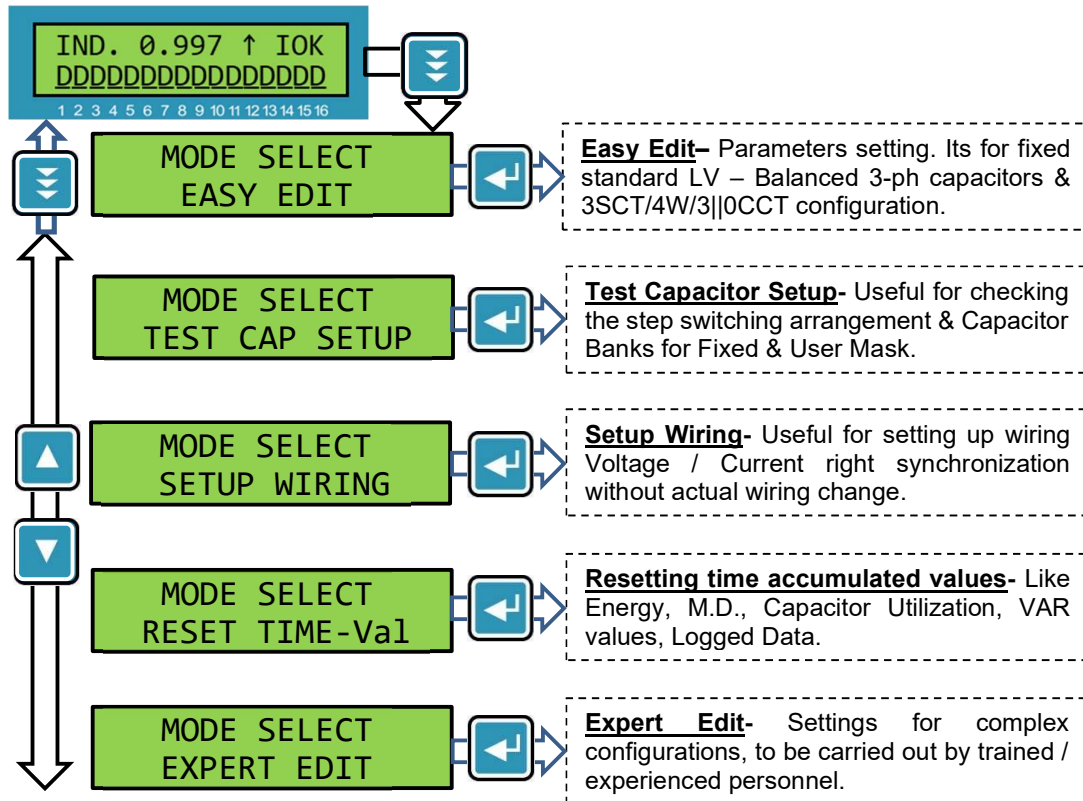 IND. 0.997 ↑ IOK
DDDDDDDDDDDDDDDD
1 2 3 4 5 6 7 8 9 10 11 12 13 14 15 16
MODE SELECT
EASY EDIT
Easy Edit– Parameters setting. Its for fixed
standard LV – Balanced 3-ph capacitors &
3SCT/4W/3||0CCT configuration.
MODE SELECT
TEST CAP SETUP
Test Capacitor Setup- Useful for checking
the step switching arrangement & Capacitor
Banks for Fixed & User Mask.
MODE SELECT
SETUP WIRING
Setup Wiring- Useful for setting up wiring
Voltage / Current right synchronization
without actual wiring change.
MODE SELECT
RESET TIME-Val
Resetting time accumulated values- Like
Energy, M.D., Capacitor Utilization, VAR
values, Logged Data.
MODE SELECT
EXPERT EDIT
Expert Edit- Settings for complex
configurations, to be carried out by trained /
experienced personnel.